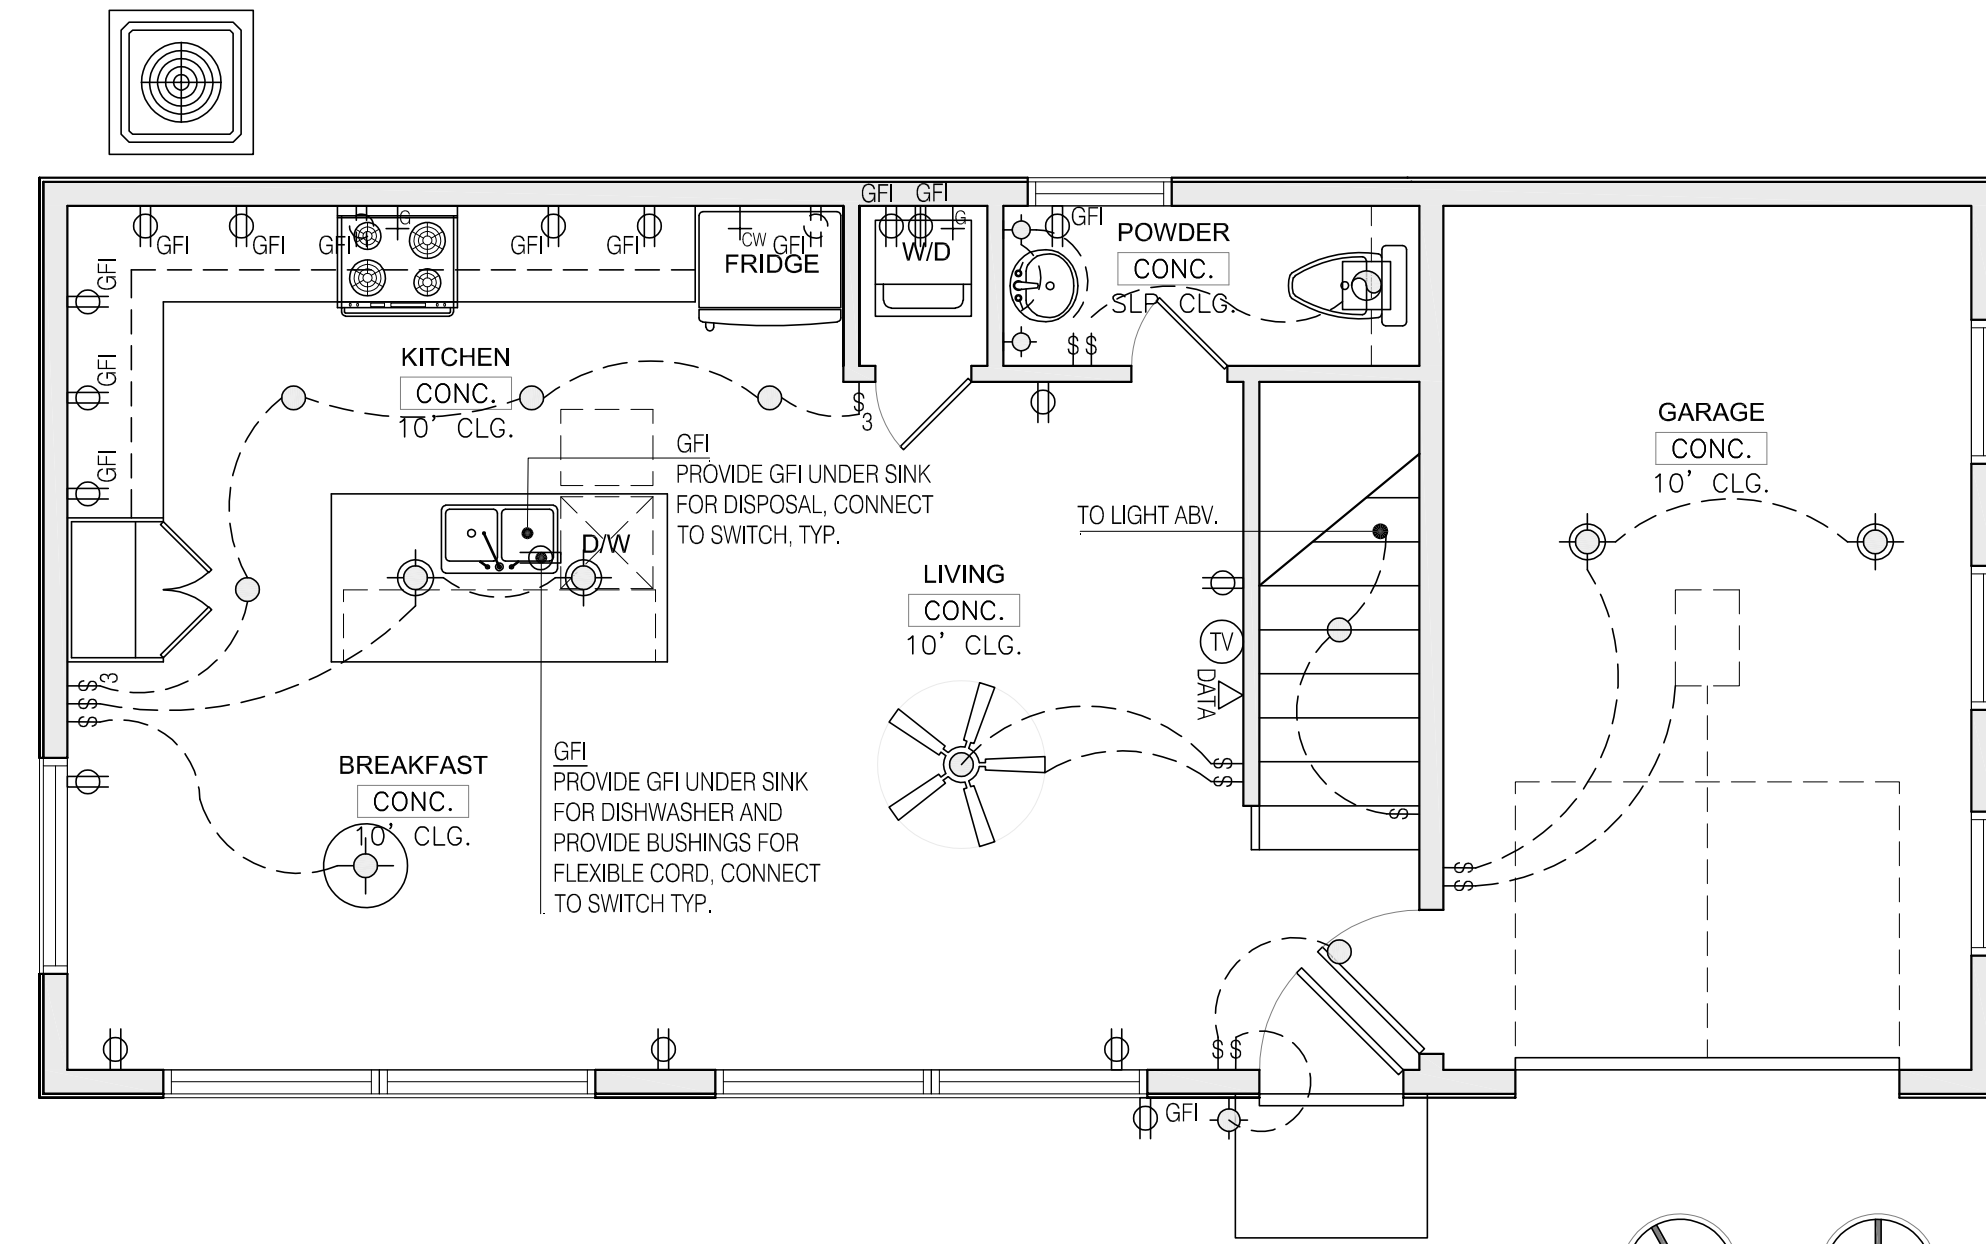 GFI GFI
GFI GFI GFI G GFI GFI CW GFI G GFI
FRIDGE
W/D
POWDER
CONC.
SLP. CLG.
$ $
GFI
GFI
GFI
KITCHEN
CONC.
10' CLG.
$
3
GFI
PROVIDE GFI UNDER SINK
FOR DISPOSAL, CONNECT
TO SWITCH, TYP.
D/W
TO LIGHT ABV.
GARAGE
CONC.
10' CLG.
LIVING
CONC.
10' CLG.
TV
DATA
$ 3
$
$
$
$
$
$
$
BREAKFAST
CONC.
10' CLG.
GFI
PROVIDE GFI UNDER SINK
FOR DISHWASHER AND
PROVIDE BUSHINGS FOR
FLEXIBLE CORD, CONNECT
TO SWITCH TYP.
$ $
GFI